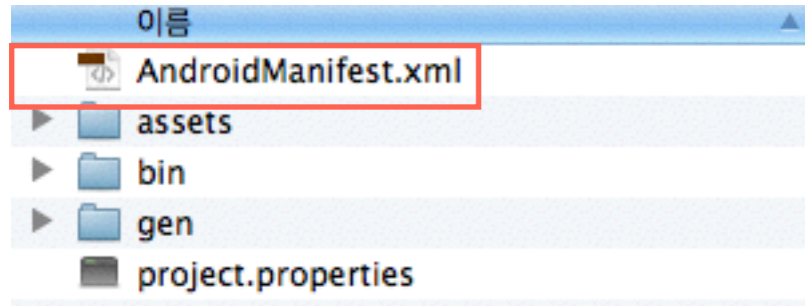 이름
AndroidManifest.xml
assets
bin
gen
project.properties